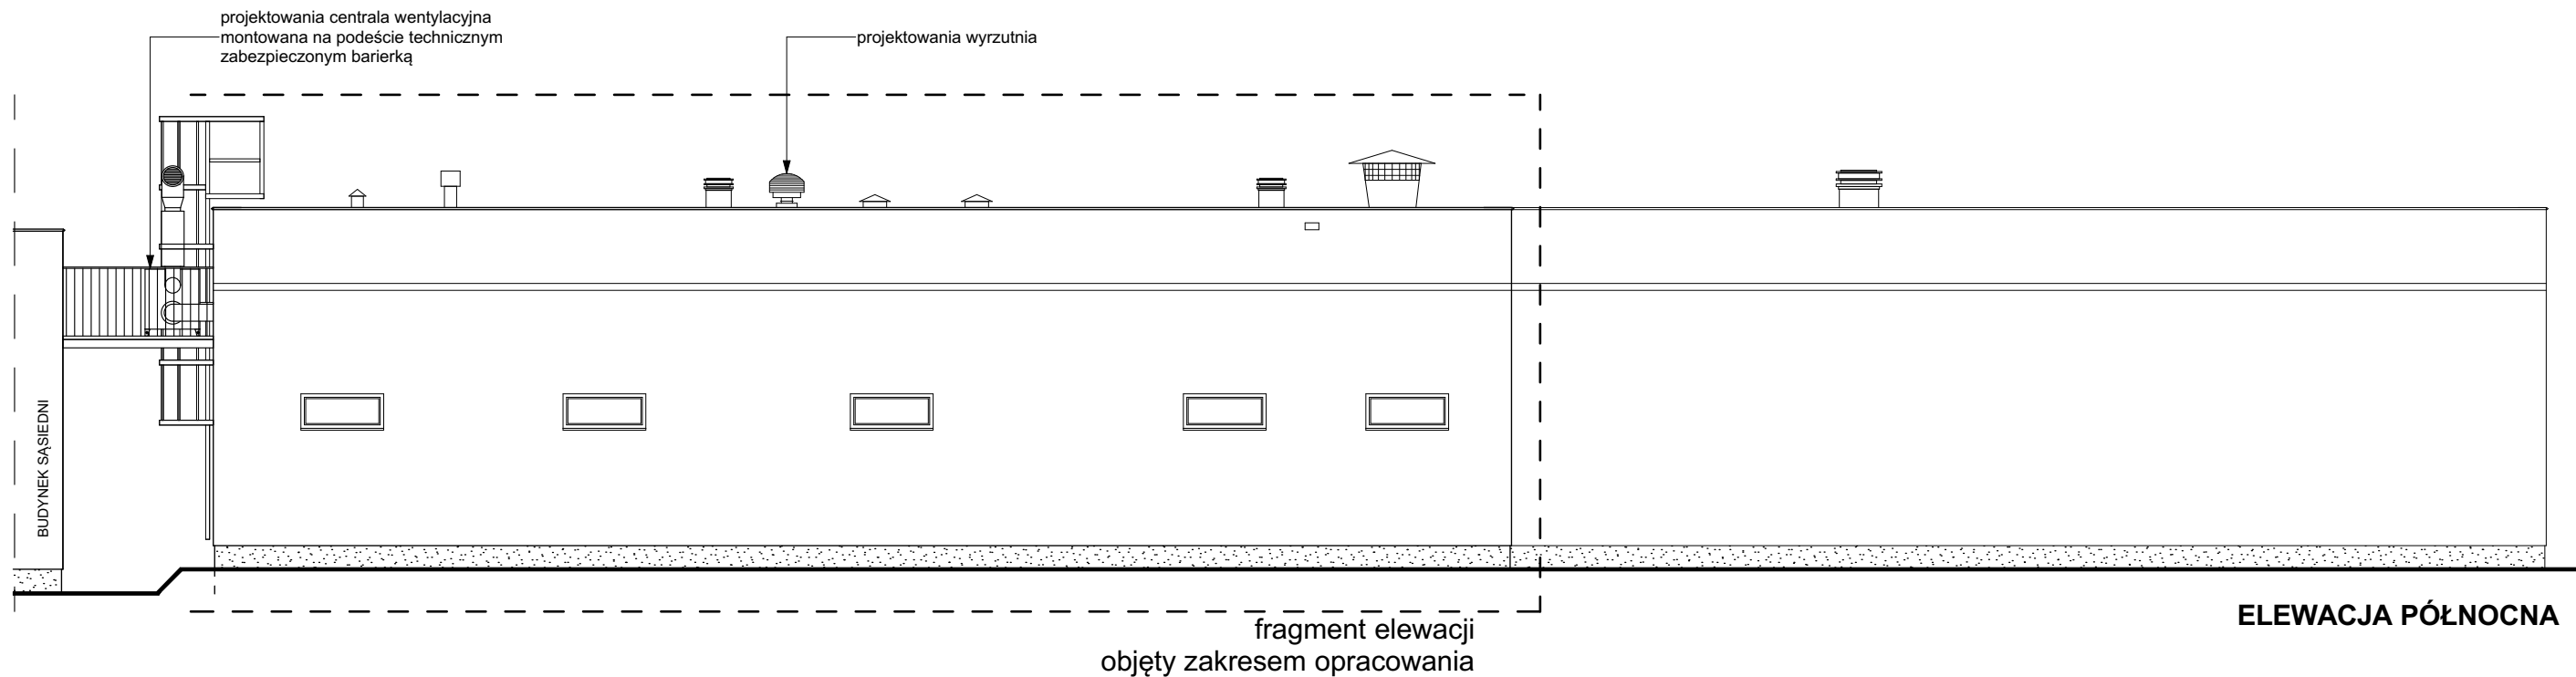 projektowania centrala wentylacyjna
montowana na podeście technicznym
zabezpieczonym barierką
projektowania wyrzutnia
BUDYNEK SĄSIEDNI
ELEWACJA PÓŁNOCNA
fragment elewacji
objęty zakresem opracowania